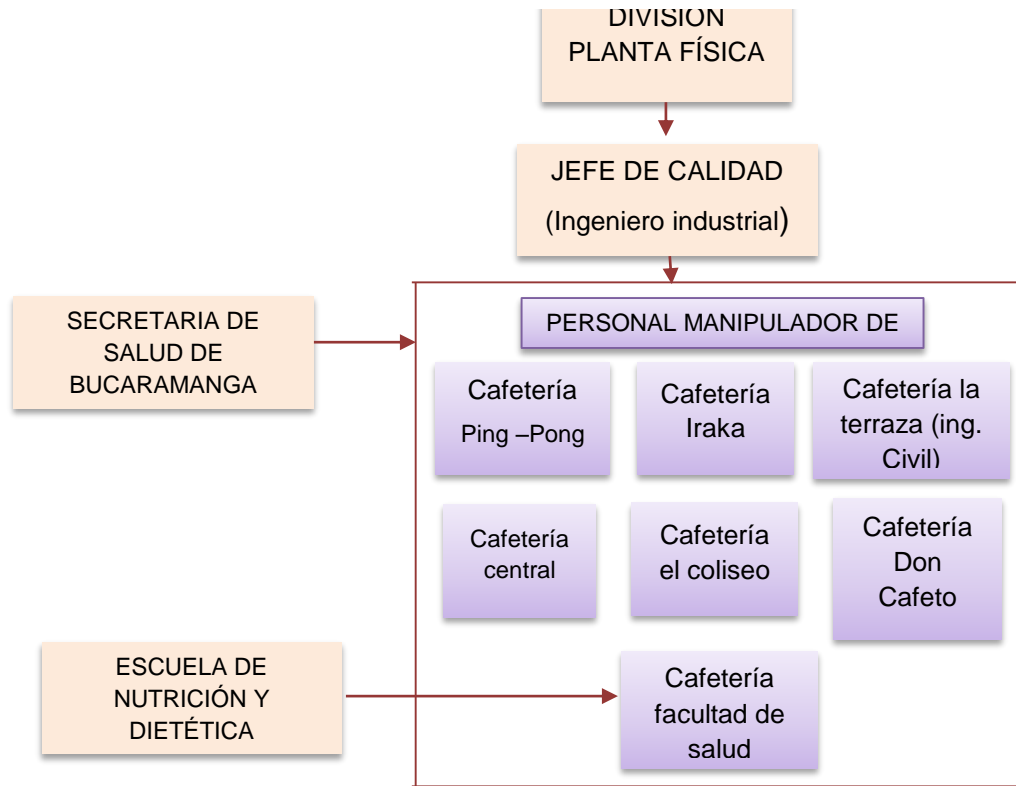 DIVISIÓN
PLANTA FÍSICA
JEFE DE CALIDAD
(Ingeniero industrial)
SECRETARIA DE
SALUD DE
BUCARAMANGA
PERSONAL MANIPULADOR DE
Cafetería
Ping –Pong
Cafetería
Iraka
Cafetería la
terraza (ing.
Civil)
Cafetería
central
Cafetería
el coliseo
Cafetería
Don
Cafeto
ESCUELA DE
NUTRICIÓN Y
DIETÉTICA
Cafetería
facultad de
salud